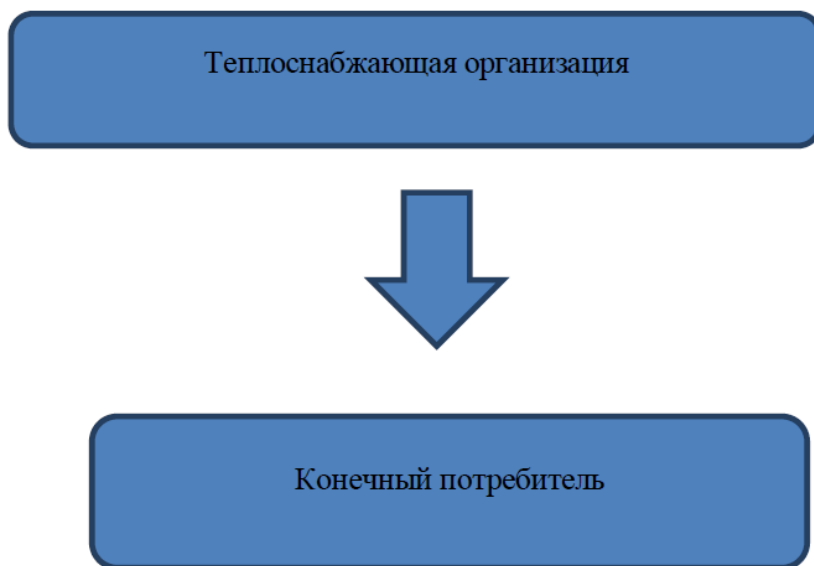 Теплоснабжающая организация
Конечный потребитель